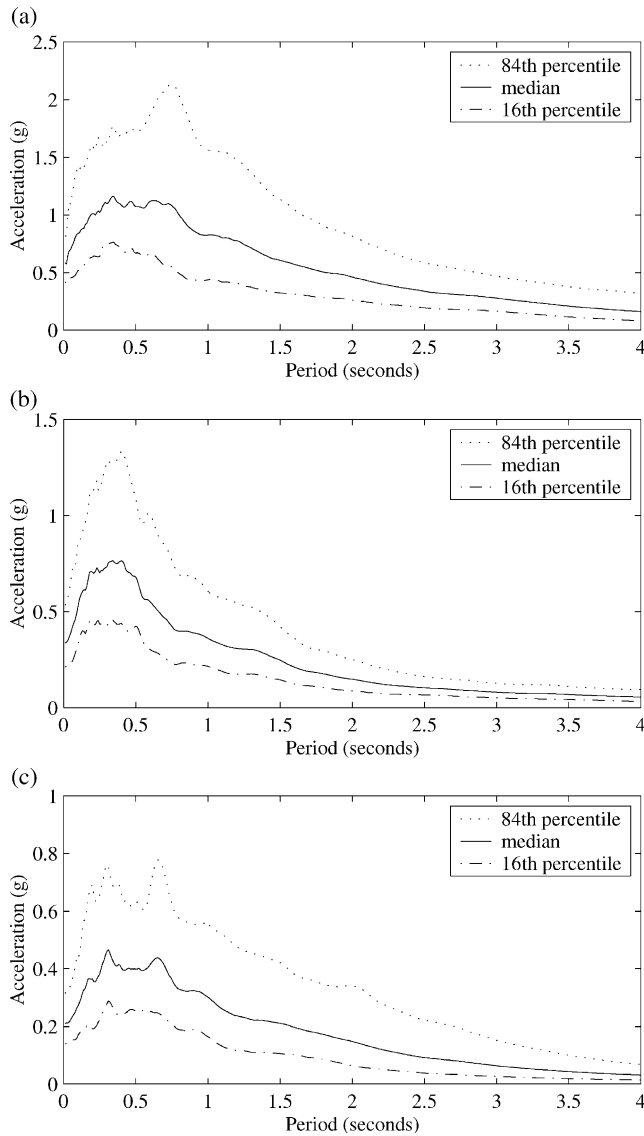 (a)
2.5
2
1.5
1
0.5
0
Acceleration (g)
84th percentile
median
16th percentile
0 0.5 1 1.5 2 2.5 3 3.5 4
Period (seconds)
(b)
1.5
1
0.5
0
Acceleration (g)
84th percentile
median
16th percentile
0 0.5 1 1.5 2 2.5 3 3.5 4
Period (seconds)
(c)
1
0.8
0.6
0.4
0.2
0
Acceleration (g)
84th percentile
median
16th percentile
0 0.5 1 1.5 2 2.5 3 3.5 4
Period (seconds)